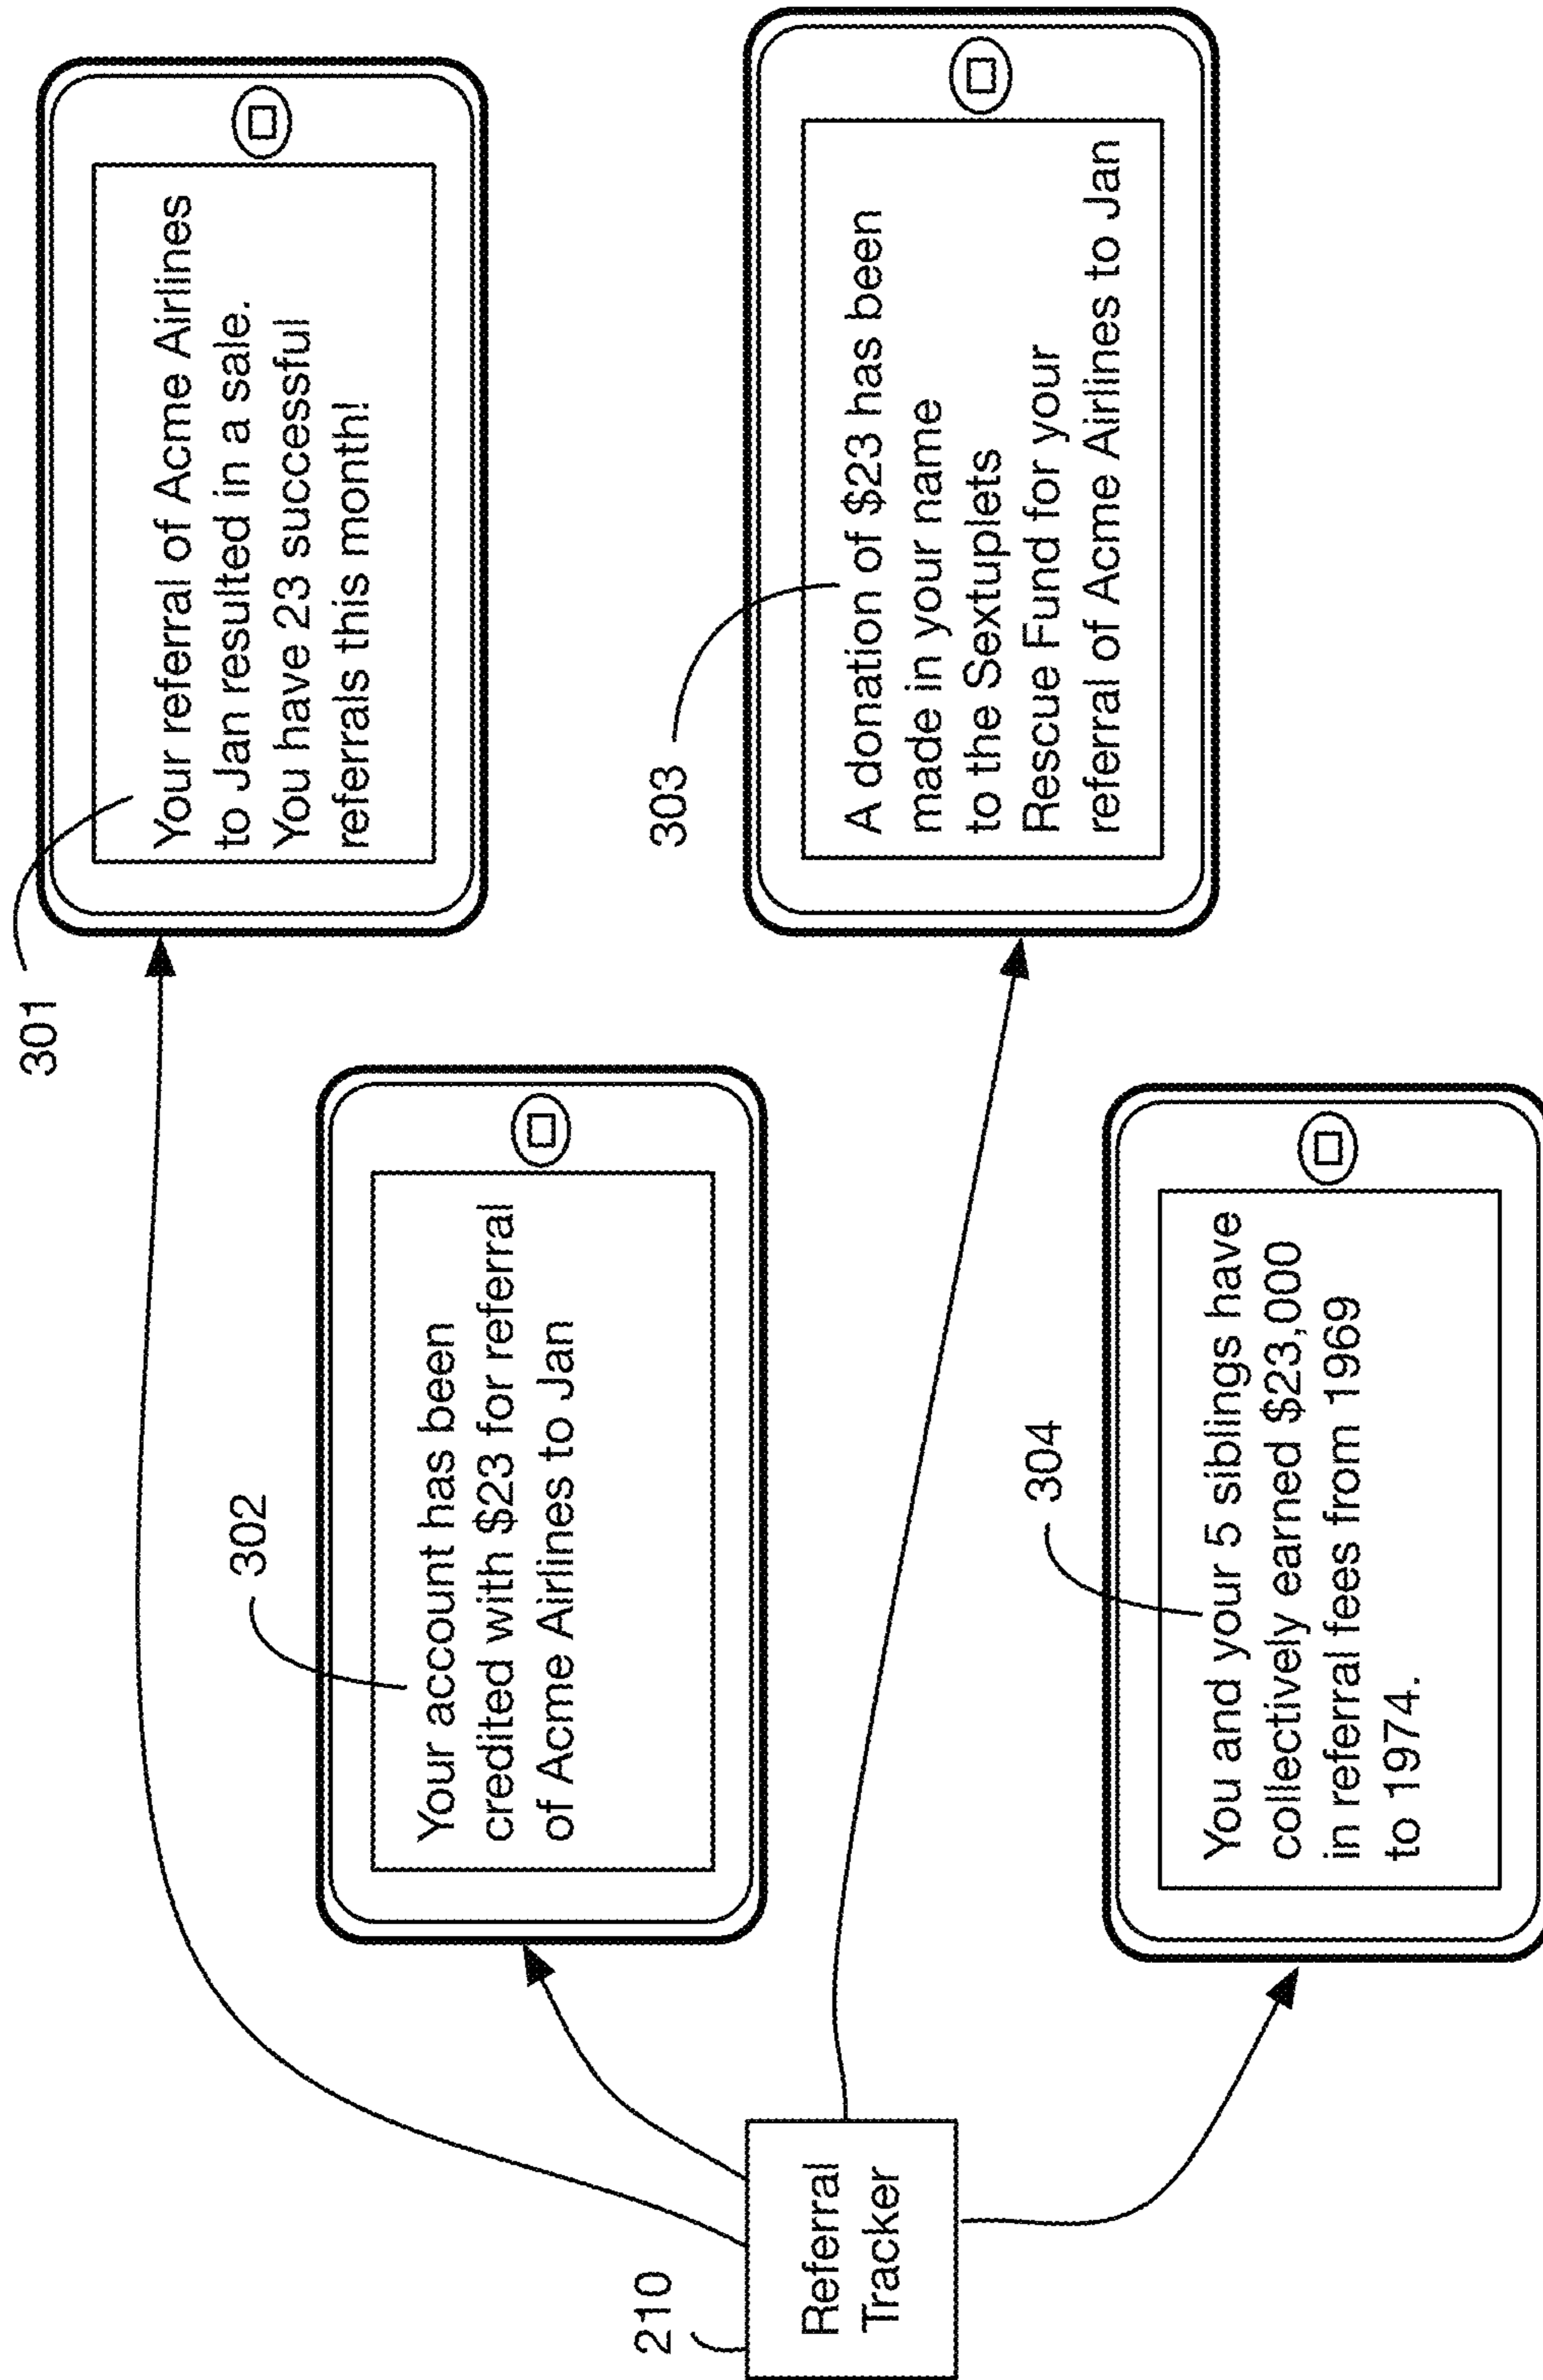 301
Your referral of Acme Airlines
to Jan resulted in a sale.
You have 23 successful
referrals this month!
302
Your account has been
credited with $23 for referral
of Acme Airlines to Jan
210
Referral
Tracker
303
A donation of $23 has been
made in your name
to the Sextuplets
Rescue Fund for your
referral of Acme Airlines to Jan
304
You and your 5 siblings have
collectively earned $23,000
in referral fees from 1969
to 1974.